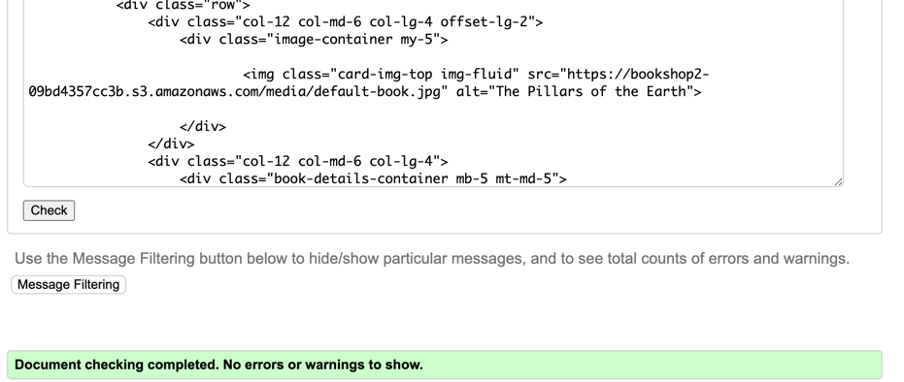 <div class="row">
<div class="col-12 col-md-6 col-lg-4 offset-lg-2">
<div class="image-container my-5">
<img class="card-img-top img-fluid" src="https://bookshop2-
09bd4357cc3b.s3.amazonaws.com/media/default-book.jpg" alt="The Pillars of the Earth">
</div>
</div>
<div class="col-12 col-md-6 col-lg-4">
<div class="book-details-container mb-5 mt-md-5">
Check
Use the Message Filtering button below to hide/show particular messages, and to see total counts of errors and warnings.
Message Filtering
Document checking completed. No errors or warnings to show.